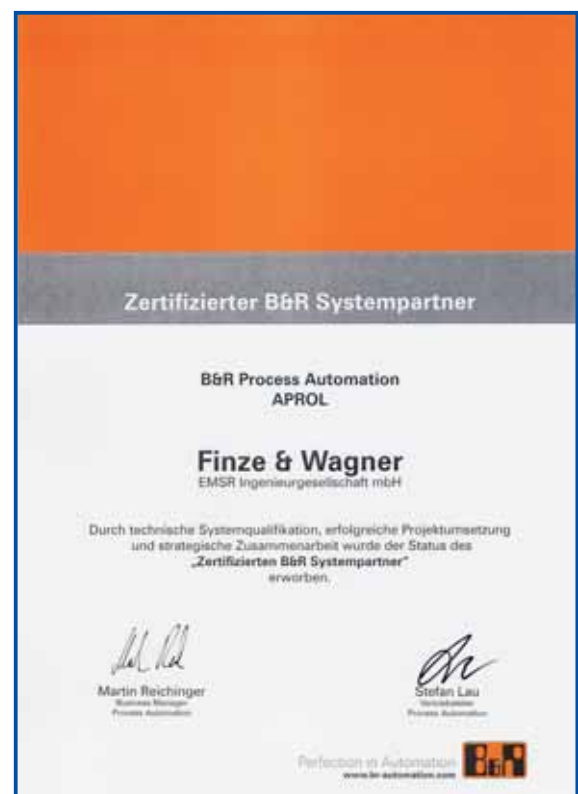 Zertifizierter B&R Systempartner
B&R Process Automation
APROL
Finze & Wagner
EMSR Ingenieurgesellschaft mbH
Durch technische Systemqualifikation, erfolgreiche Projektumsetzung
und strategische Zusammenarbeit wurde der Status des
„Zertifizierten B&R Systempartner“
erworben.
Martin Reichinger
Business Manager
Process Automation
Stefan Lau
Vertriebsleiter
Process Automation
Perfection in Automation
www.br-automation.com
B&R